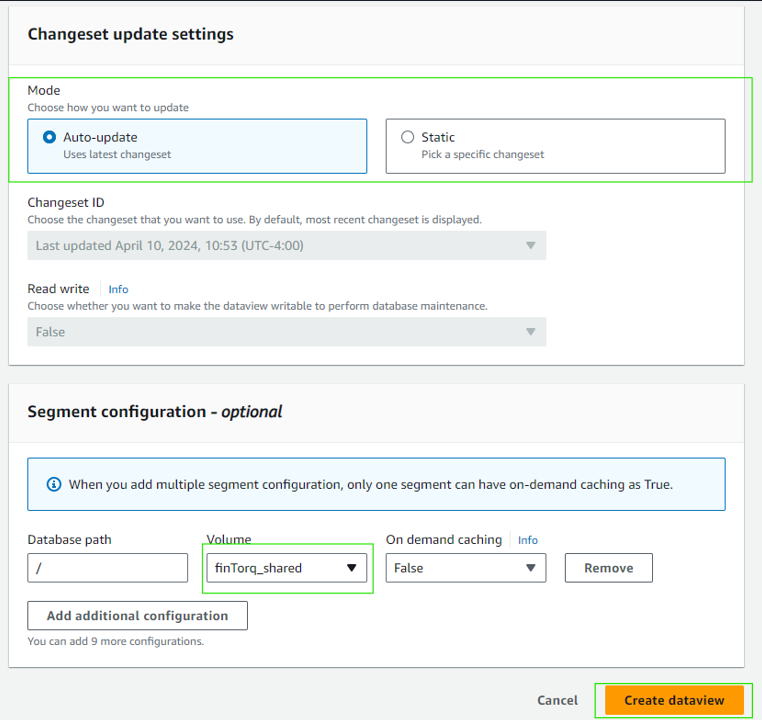 Changeset update settings
Mode
Choose how you want to update
Auto-update
Uses latest changeset
Static
Pick a specific changeset
Changeset ID
Choose the changeset that you want to use. By default, most recent changeset is displayed.
Last updated April 10, 2024, 10:53 (UTC-4:00)
Read write Info
Choose whether you want to make the dataview writable to perform database maintenance.
False
Segment configuration - optional
When you add multiple segment configuration, only one segment can have on-demand caching as True.
Database path
/
Volume
finTorq_shared
On demand caching Info
False
Remove
Add additional configuration
You can add 9 more configurations.
Cancel
Create dataview